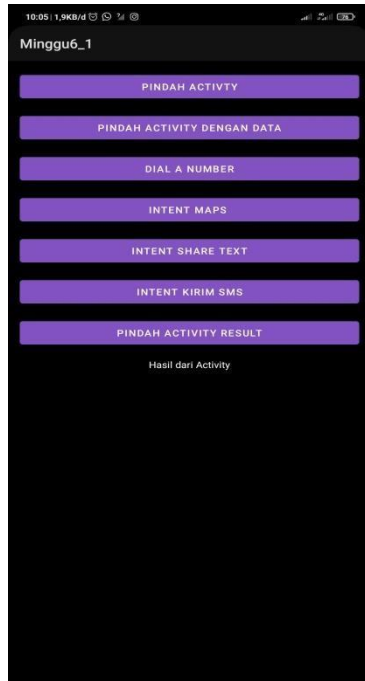 10:05 | 1,9KB/d
Minggu6_1
PINDAH ACTIVTY
PINDAH ACTIVITY DENGAN DATA
DIAL A NUMBER
INTENT MAPS
INTENT SHARE TEXT
INTENT KIRIM SMS
PINDAH ACTIVITY RESULT
Hasil dari Activity